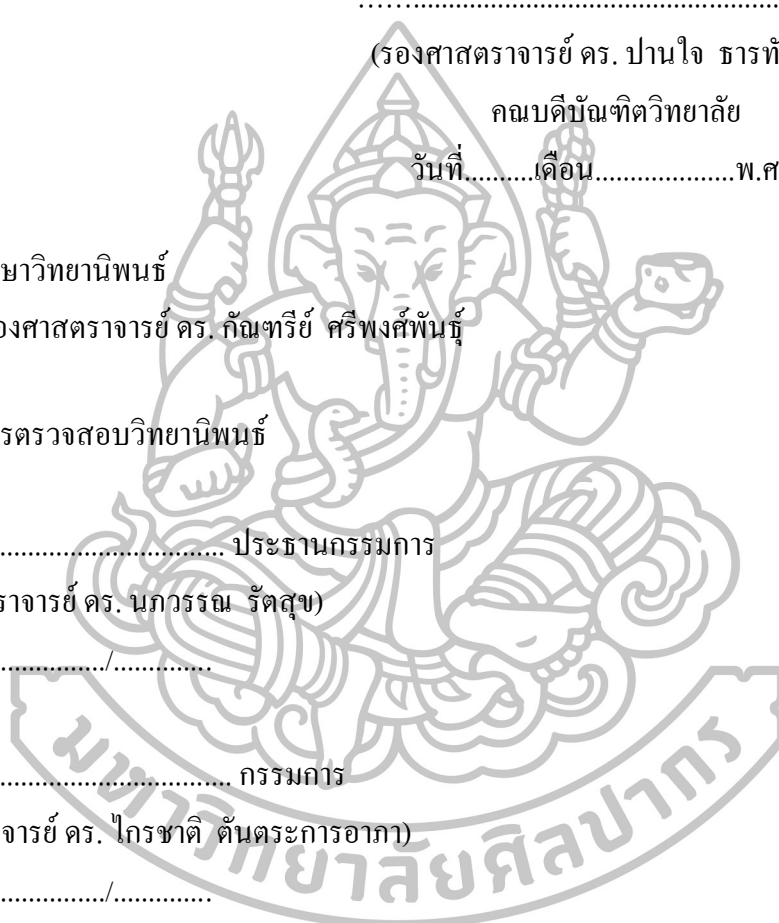 ……................................................................
(รองศาสตราจารย์ ดร. ปานใจ ธารทั
คณบดีบัณฑิตวิทยาลัย
วันที่..........เดือน....................พ.ศ
ษาวิทยานิพนธ์
องศาสตราจารย์ ดร. กัณฑรีย์ ศรีพงศ์พันธุ์
รตรวจสอบวิทยานิพนธ์
................................. ประธานกรรมการ
ราจารย์ ดร. นภวรรณ รัตสุข)
................/..............
.................................. กรรมการ
จารย์ ดร. ไกรชาติ ตันตระการอาภา)
................/..............
มหาวิทยาลัยศิลปากร